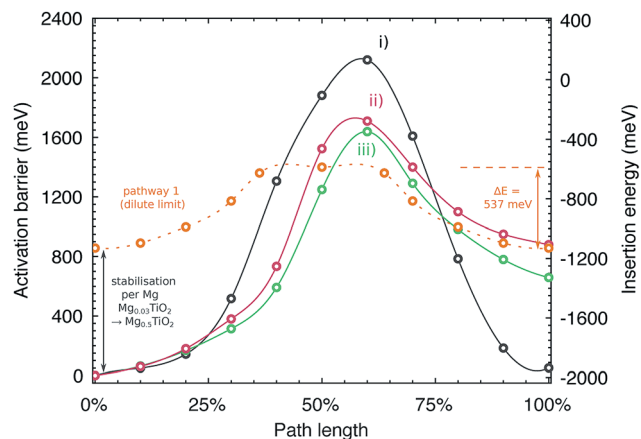 2400
2000
1600
1200
800
400
0
Activation barrier (meV)
400
0
-400
-800
-1200
-1600
-2000
Insertion energy (meV)
i)
ii)
iii)
pathway 1
(dilute limit)
ΔE =
537 meV
stabilisation
per Mg
Mg0.03TiO2
→ Mg0.5TiO2
0%
25%
50%
75%
100%
Path length